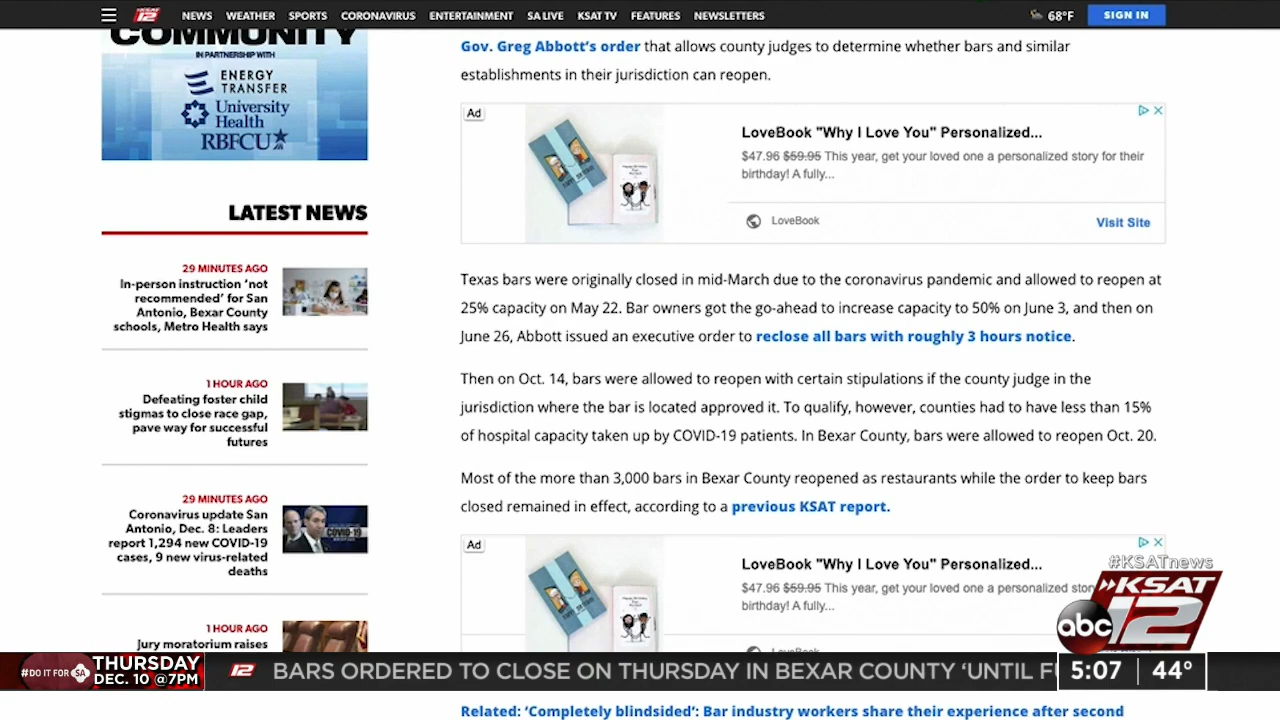 KSAT 12
NEWS
WEATHER
SPORTS
CORONAVIRUS
ENTERTAINMENT
SA LIVE
KSAT TV
FEATURES
NEWSLETTERS
68°F
SIGN IN
COMMUNITY
IN PARTNERSHIP WITH
ENERGY
TRANSFER
University
Health
RBFCU
LATEST NEWS
29 MINUTES AGO
In-person instruction ‘not
recommended’ for San
Antonio, Bexar County
schools, Metro Health says
1 HOUR AGO
Defeating foster child
stigmas to close race gap,
pave way for successful
futures
29 MINUTES AGO
Coronavirus update San
Antonio, Dec. 8: Leaders
report 1,294 new COVID-19
cases, 9 new virus-related
deaths
COVID-19
1 HOUR AGO
Jury moratorium raises
Gov. Greg Abbott’s order that allows county judges to determine whether bars and similar
establishments in their jurisdiction can reopen.
Ad
LoveBook "Why I Love You" Personalized...
$47.96 $59.95 This year, get your loved one a personalized story for their
birthday! A fully...
LoveBook
Visit Site
Texas bars were originally closed in mid-March due to the coronavirus pandemic and allowed to reopen at
25% capacity on May 22. Bar owners got the go-ahead to increase capacity to 50% on June 3, and then on
June 26, Abbott issued an executive order to reclose all bars with roughly 3 hours notice.
Then on Oct. 14, bars were allowed to reopen with certain stipulations if the county judge in the
jurisdiction where the bar is located approved it. To qualify, however, counties had to have less than 15%
of hospital capacity taken up by COVID-19 patients. In Bexar County, bars were allowed to reopen Oct. 20.
Most of the more than 3,000 bars in Bexar County reopened as restaurants while the order to keep bars
closed remained in effect, according to a previous KSAT report.
Ad
LoveBook "Why I Love You" Personalized...
$47.96 $59.95 This year, get your loved one a personalized
birthday! A fully...
#KSATnews
KSAT
12
abc
#DO IT FOR SA
THURSDAY
DEC. 10 @7PM
12
BARS ORDERED TO CLOSE ON THURSDAY IN BEXAR COUNTY ‘UNTIL
5:07
44°
Related: ‘Completely blindsided’: Bar industry workers share their experience after second